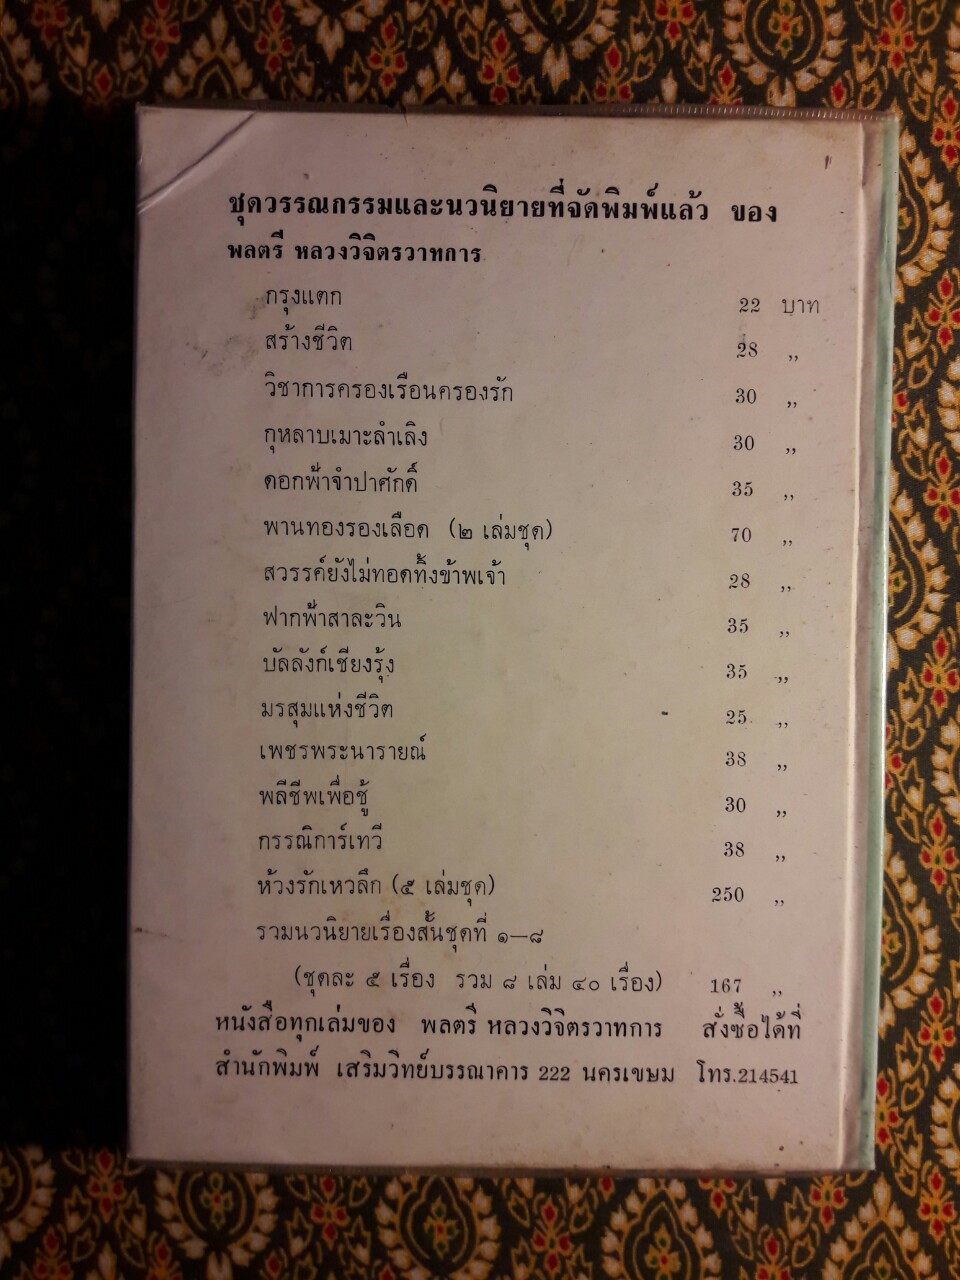 ชุดวรรณกรรมและนวนิยายที่จัดพิมพ์แล้ว ของ
พลตรี หลวงวิจิตรวาทการ
กรุงแตก 22 บาท
สร้างชีวิต 28 ,,
วิชาการครองเรือนครองรัก 30 ,,
กุหลาบเมาะลำเลิง 30 ,,
ดอกฟ้าจำปาศักดิ์ 35 ,,
พานทองรองเลือด (๒ เล่มชุด) 70 ,,
สวรรค์ยังไม่ทอดทิ้งข้าพเจ้า 28 ,,
ฟากฟ้าสาละวิน 35 ,,
บัลลังก์เชียงรุ้ง 35 ,,
มรสุมแห่งชีวิต 25 ,,
เพชรพระนารายณ์ 38 ,,
พลีชีพเพื่อชู้ 30 ,,
กรรณิการ์เทวี 38 ,,
ห้วงรักเหวลึก (๕ เล่มชุด) 250 ,,
รวมนวนิยายเรื่องสั้นชุดที่ ๑—๘
(ชุดละ ๕ เรื่อง รวม ๘ เล่ม ๔๐ เรื่อง) 167 ,,
หนังสือทุกเล่มของ พลตรี หลวงวิจิตรวาทการ สั่งซื้อได้ที่
สำนักพิมพ์ เสริมวิทย์บรรณาคาร 222 นครเขษม โทร.214541